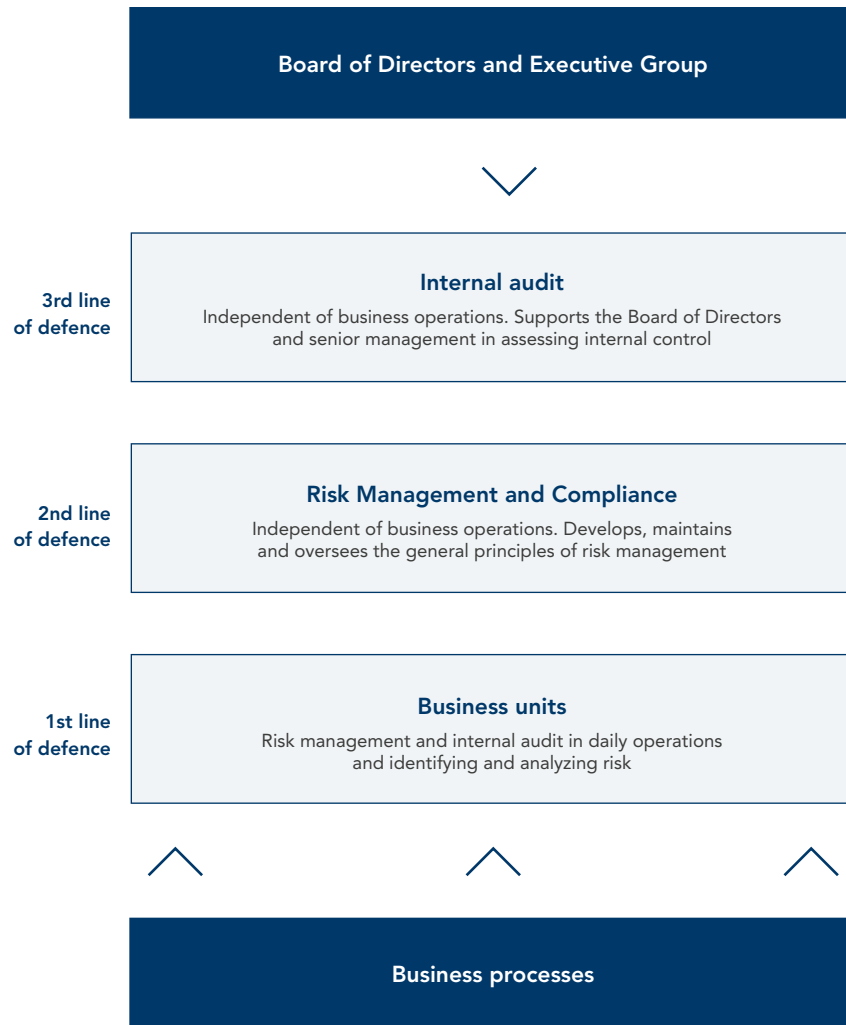 Board of Directors and Executive Group
3rd line
of defence
Internal audit
Independent of business operations. Supports the Board of Directors
and senior management in assessing internal control
2nd line
of defence
Risk Management and Compliance
Independent of business operations. Develops, maintains
and oversees the general principles of risk management
1st line
of defence
Business units
Risk management and internal audit in daily operations
and identifying and analyzing risk
Business processes